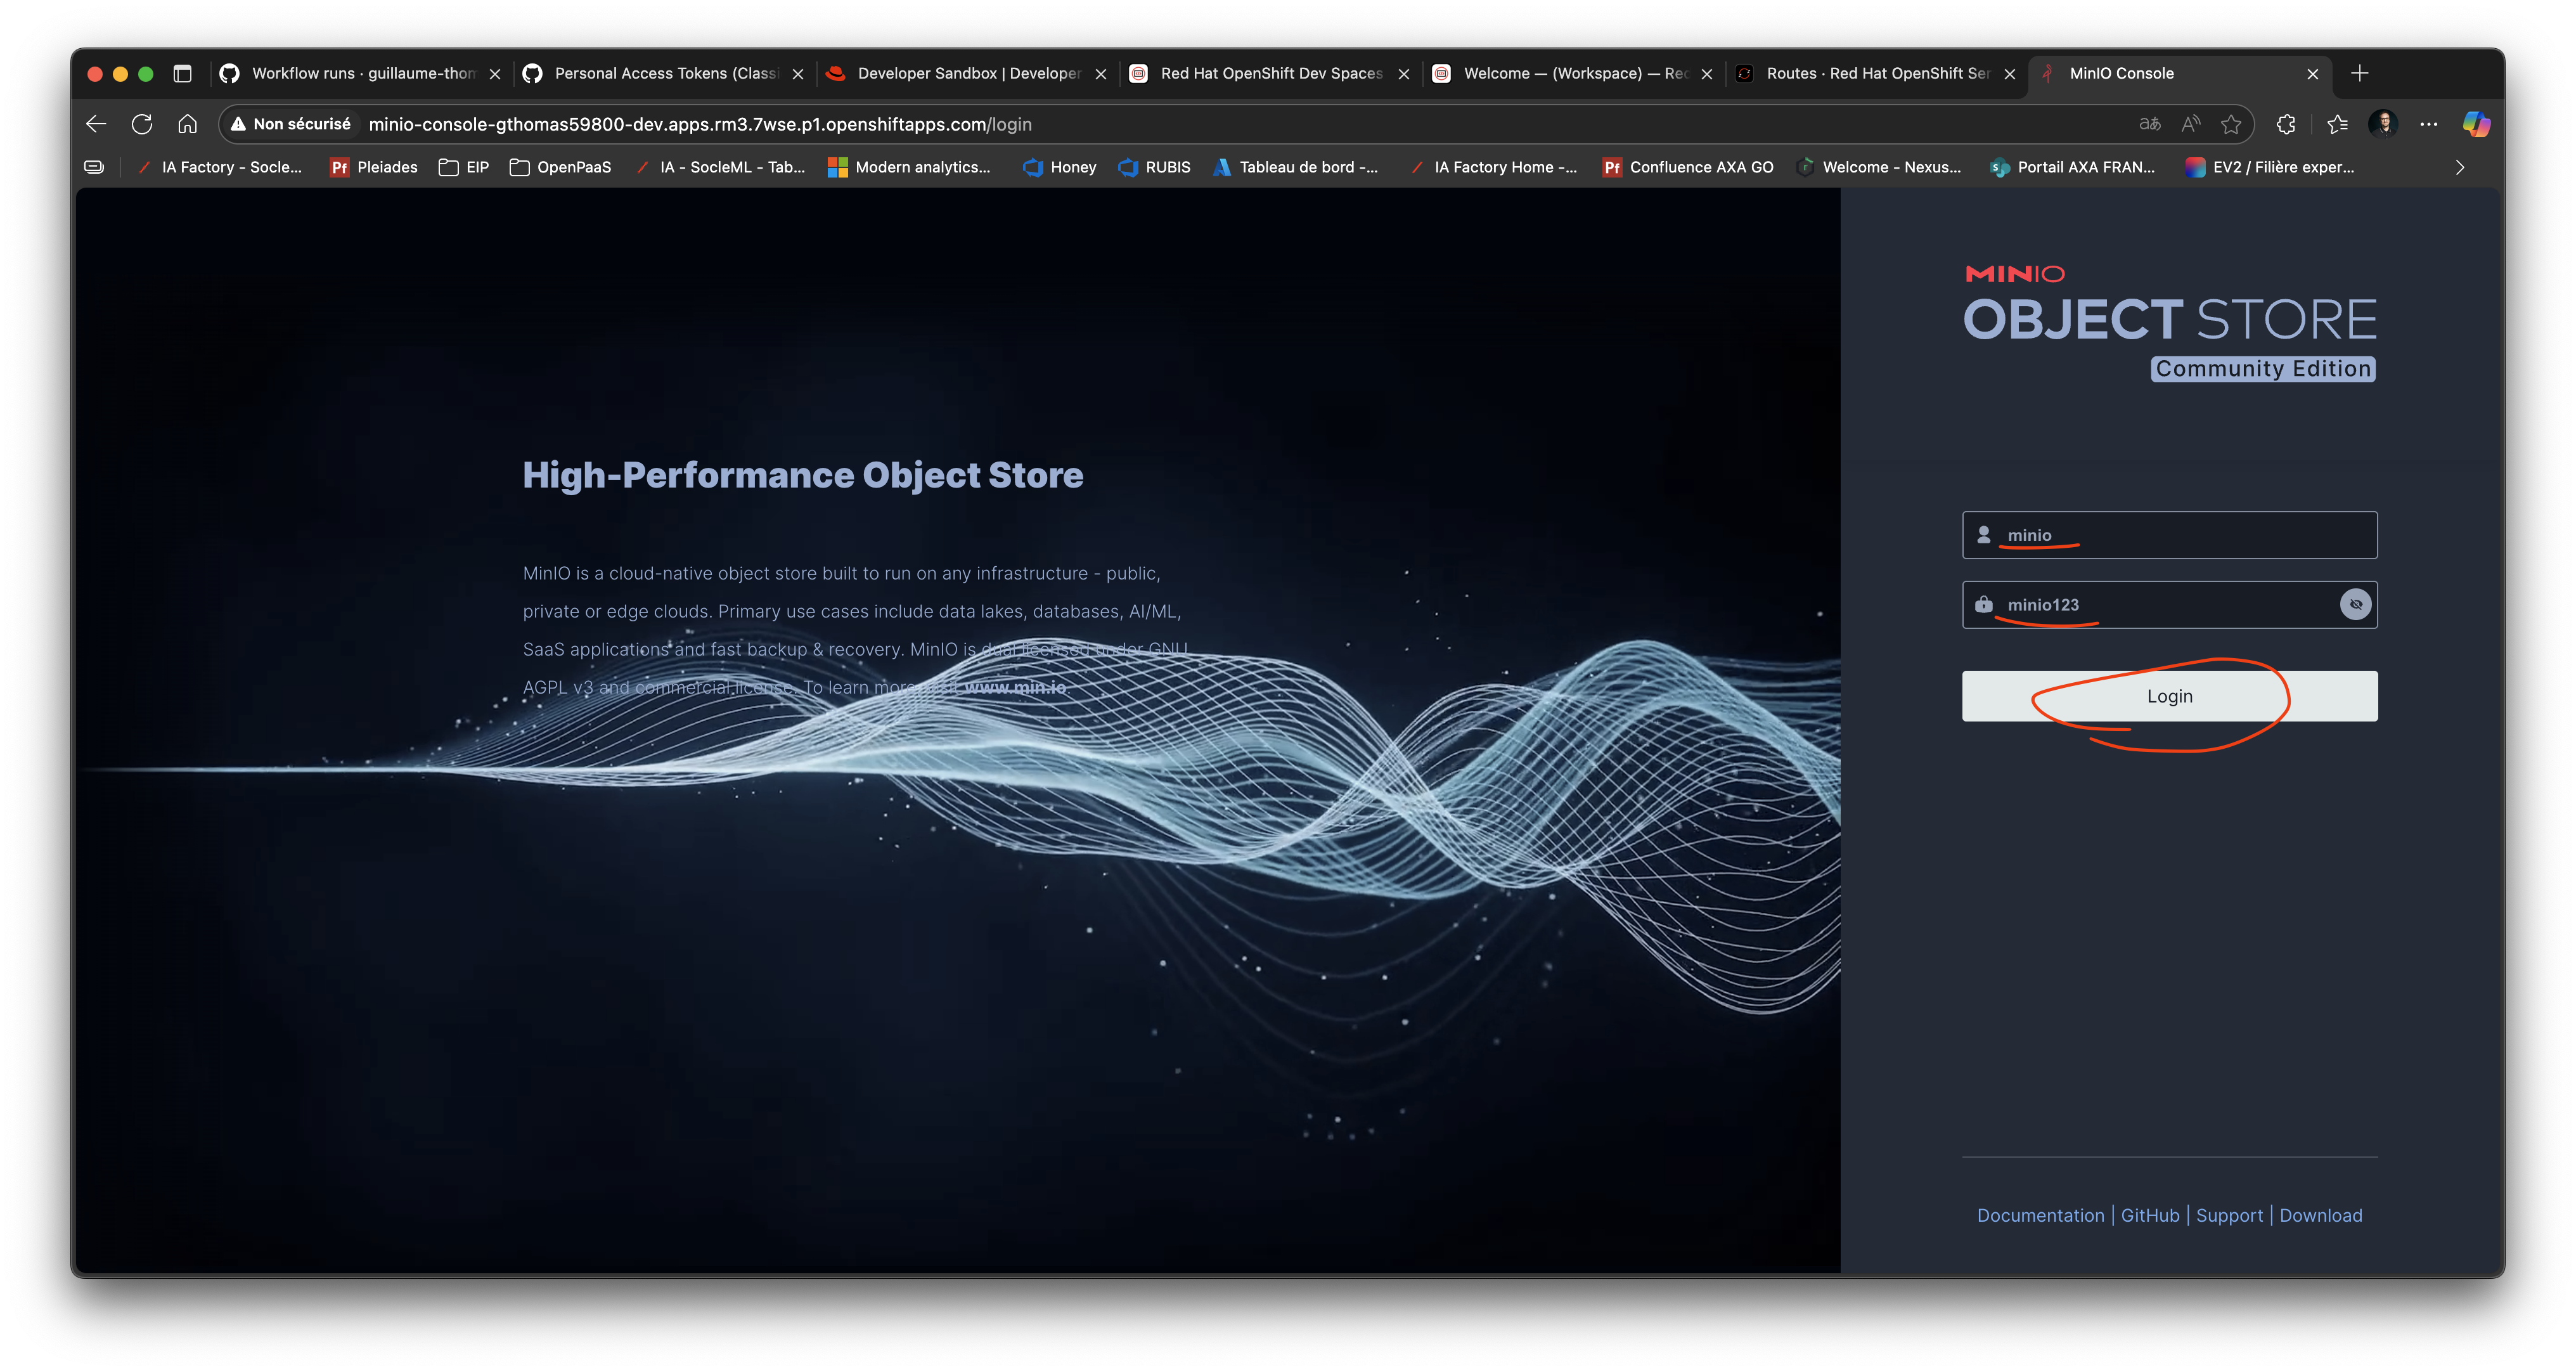 Workflow runs · guillaume-thom
Personal Access Tokens (Classi
Developer Sandbox | Developer
Red Hat OpenShift Dev Spaces
Welcome — (Workspace) — Rec
Routes · Red Hat OpenShift Ser
MinIO Console
Non sécurisé
minio-console-gthomas59800-dev.apps.rm3.7wse.p1.openshiftapps.com/login
IA Factory - Socle...
Pf Pleiades
EIP
OpenPaaS
IA - SocleML - Tab...
Modern analytics...
Honey
RUBIS
Tableau de bord -...
IA Factory Home -...
Pf Confluence AXA GO
Welcome - Nexus...
Portail AXA FRAN...
EV2 / Filière exper...
MINIO
OBJECT STORE
Community Edition
High-Performance Object Store
MinIO is a cloud-native object store built to run on any infrastructure - public,
private or edge clouds. Primary use cases include data lakes, databases, AI/ML,
SaaS applications and fast backup & recovery. MinIO is dual licensed under GNU
AGPL v3 and commercial license. To learn more, visit www.min.io.
minio
minio123
Login
Documentation | GitHub | Support | Download